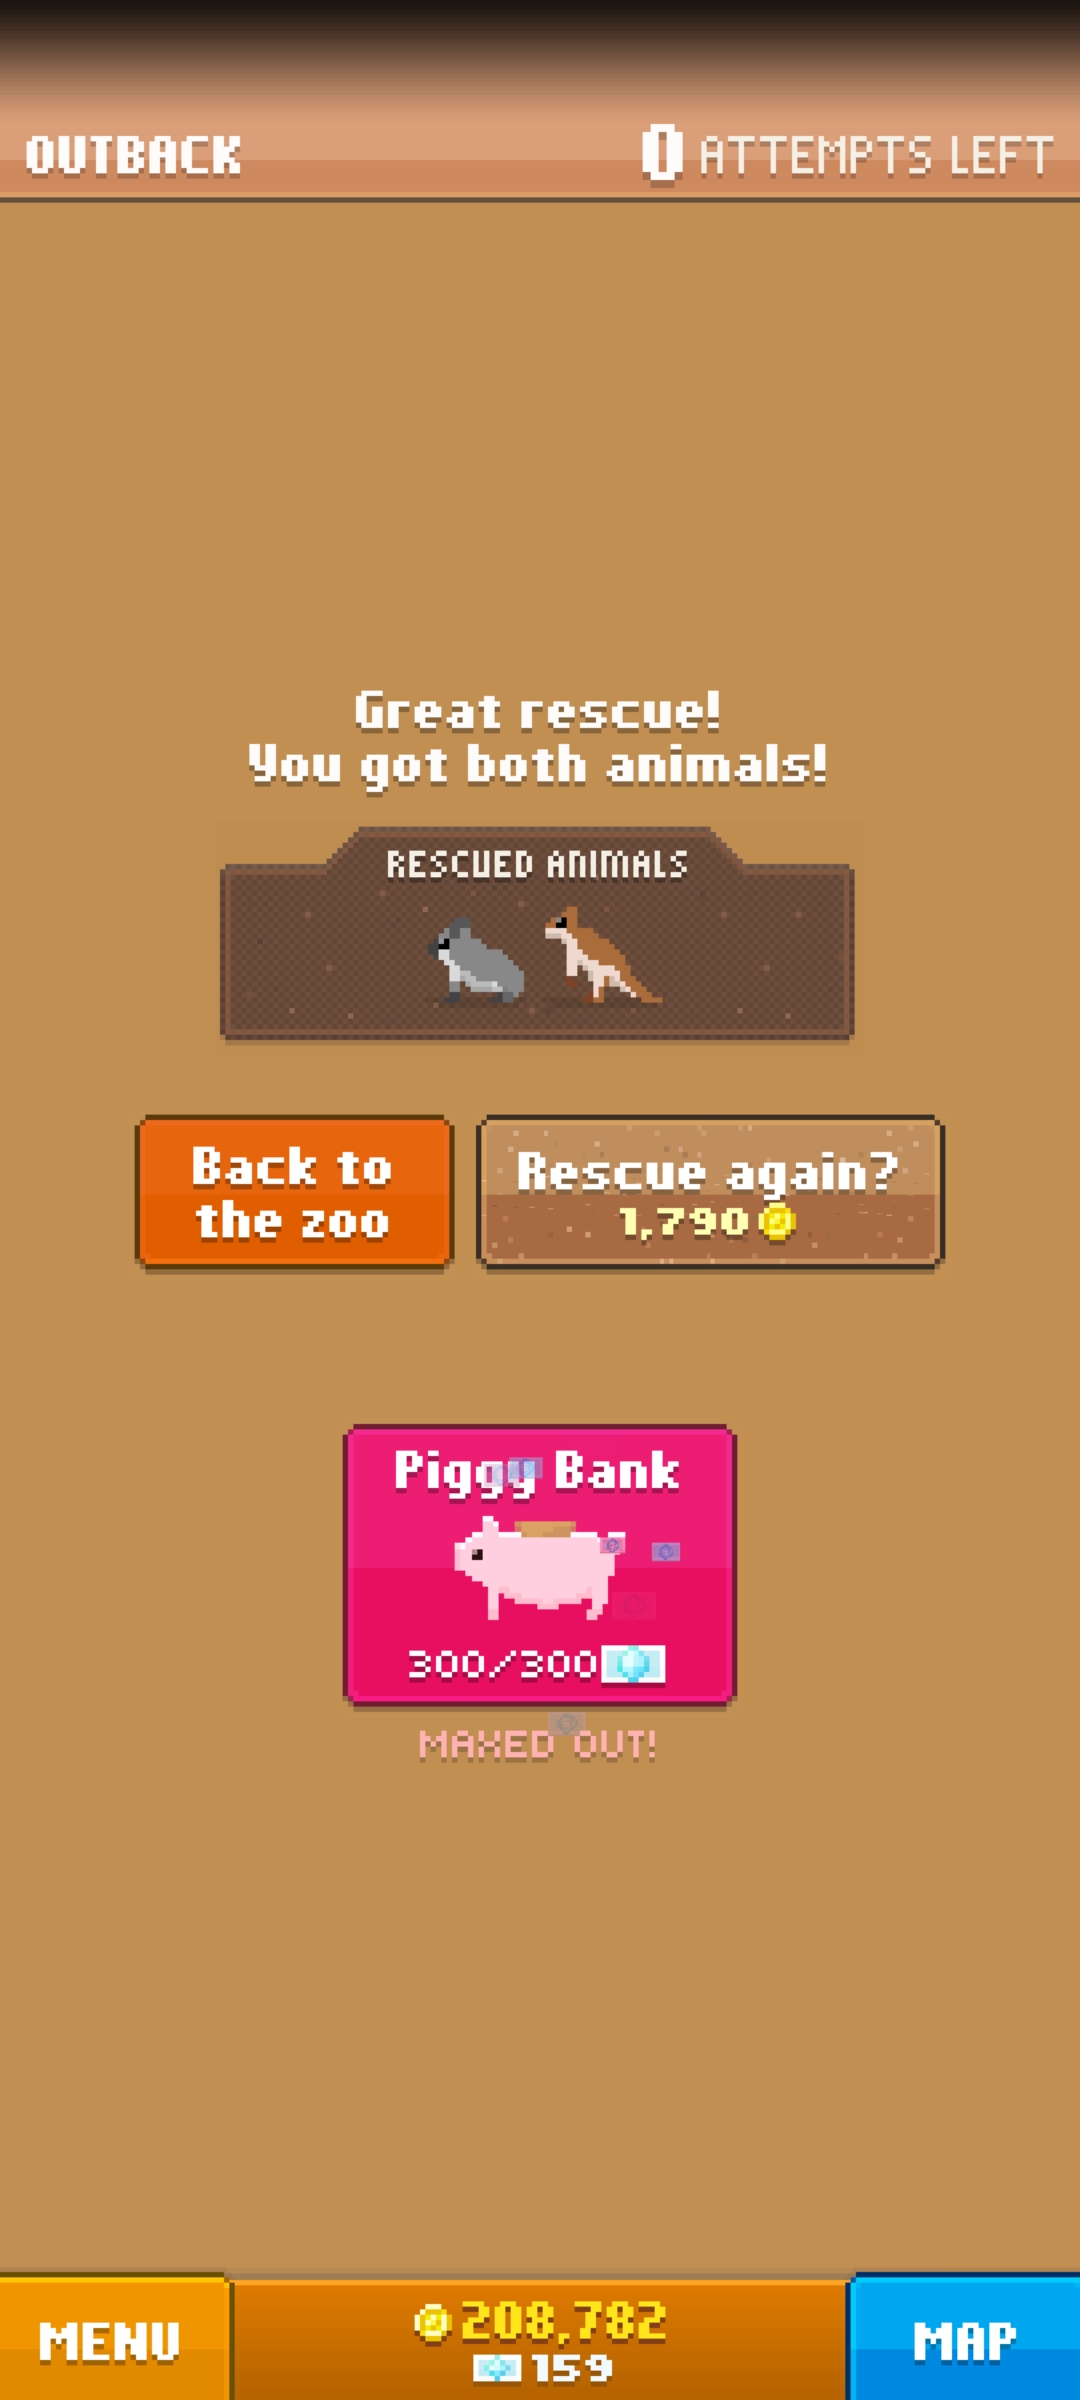 OUTBACK
0 ATTEMPTS LEFT
Great rescue!
You got both animals!
RESCUED ANIMALS
Back to
the zoo
Rescue again?
1,790
Piggy Bank
300/300
MAXED OUT!
MENU
208,782
159
MAP